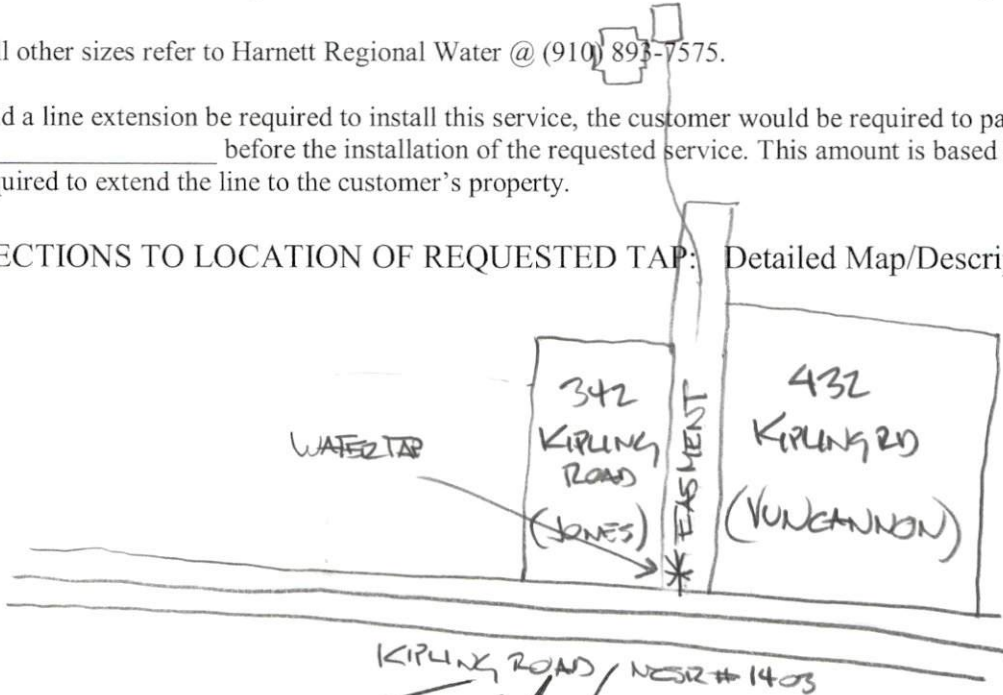 l other sizes refer to Harnett Regional Water @ (910) 893-7575.
d a line extension be required to install this service, the customer would be required to pa
before the installation of the requested service. This amount is based
uired to extend the line to the customer's property.
ECTIONS TO LOCATION OF REQUESTED TAP: Detailed Map/Descri
342
KIPLING
ROAD
(JONES)
EASMENT
432
KIPLING RD
(VUNCANNON)
WATER TAP
KIPLING ROAD / NCSR # 1403